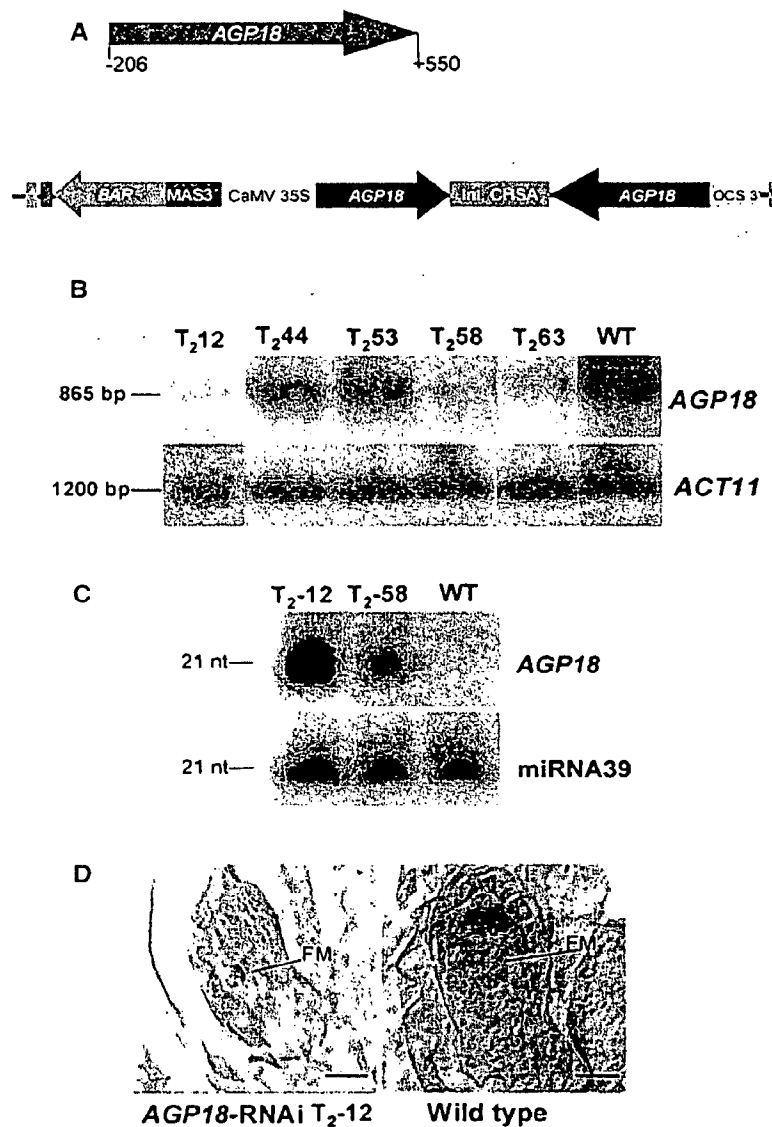 A
AGP18
-206 +550
BAR MAS3' CaMV 35S AGP18 Int. CHSA AGP18 OCS 3'
B
T₂12 T₂44 T₂53 T₂58 T₂63 WT
865 bp AGP18
1200 bp ACT11
C
T₂-12 T₂-58 WT
21 nt AGP18
21 nt miRNA39
D
FM FM
AGP18-RNAi T₂-12 Wild type